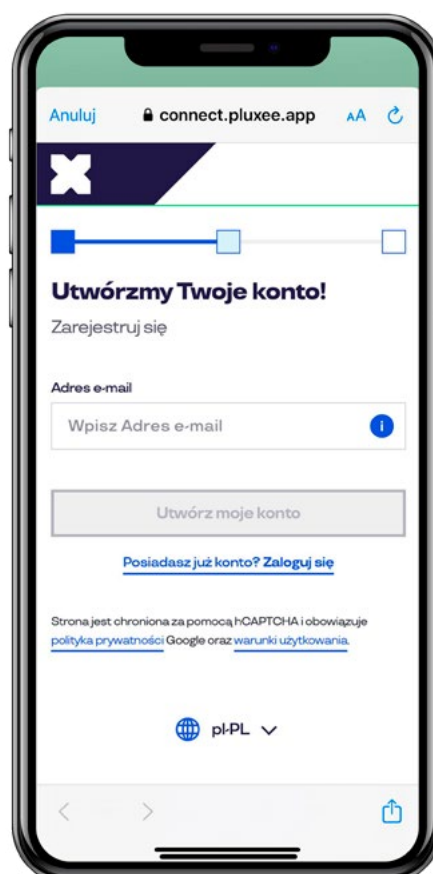 Anuluj connect.pluxee.app AA
Utwórzmy Twoje konto!
Zarejestruj się
Adres e-mail
Wpisz Adres e-mail
i
Utwórz moje konto
Posiadasz już konto? Zaloguj się
Strona jest chroniona za pomocą hCAPTCHA i obowiązuje
polityka prywatności Google oraz warunki użytkowania.
pl-PL